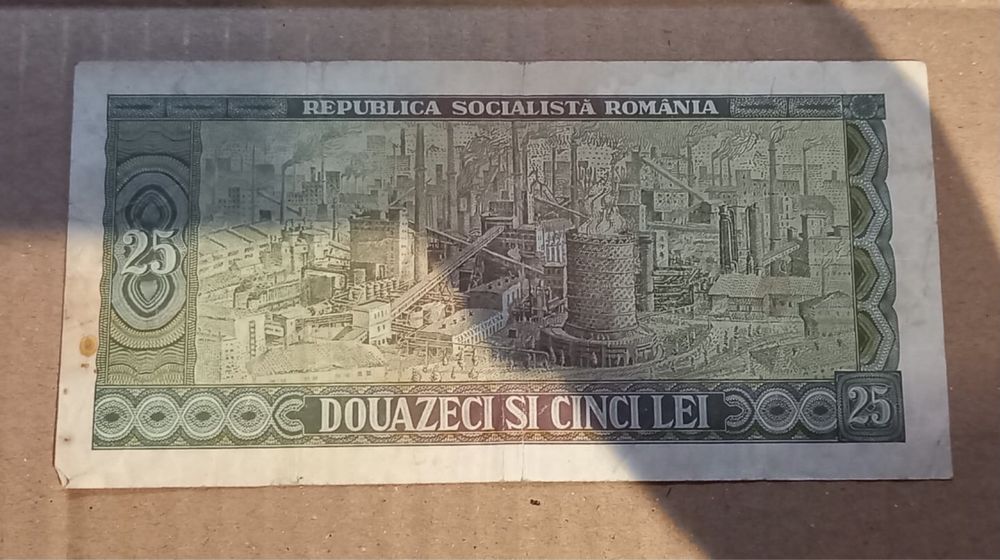 REPUBLICA SOCIALISTĂ ROMÂNIA
25
DOUAZECI SI CINCI LEI
25